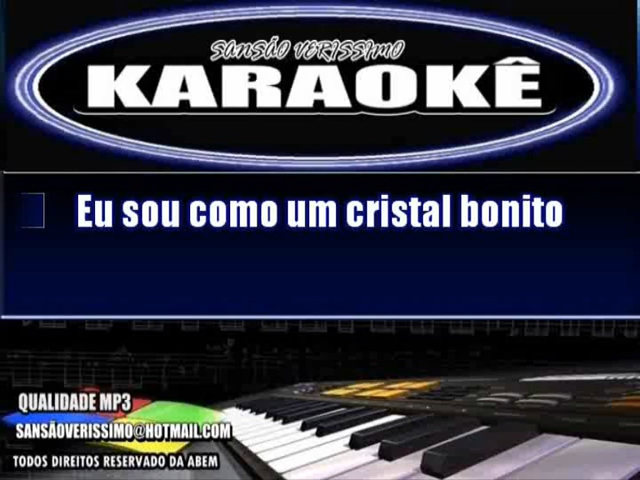 SANSÃO VERISSIMO
KARAOKÊ
Eu sou como um cristal bonito
QUALIDADE MP3
SANSÃOVERISSIMO@HOTMAIL.COM
TODOS DIREITOS RESERVADO DA ABEM